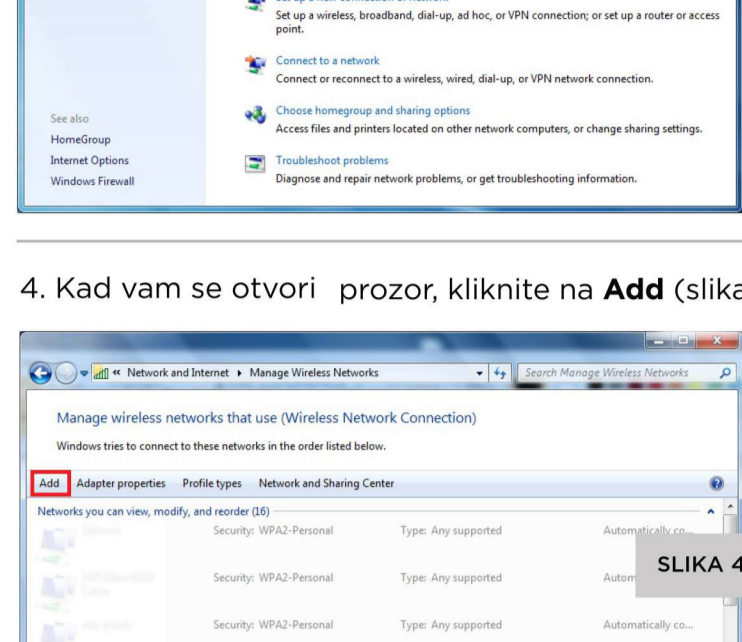 Set up a wireless, broadband, dial-up, ad hoc, or VPN connection; or set up a router or access
point.
Connect to a network
Connect or reconnect to a wireless, wired, dial-up, or VPN network connection.
See also
Choose homegroup and sharing options
HomeGroup
Access files and printers located on other network computers, or change sharing settings.
Internet Options
Troubleshoot problems
Windows Firewall
Diagnose and repair network problems, or get troubleshooting information.
4. Kad vam se otvori prozor, kliknite na Add (slika
« Network and Internet ▸ Manage Wireless Networks
Search Manage Wireless Networks
Manage wireless networks that use (Wireless Network Connection)
Windows tries to connect to these networks in the order listed below.
Add Adapter properties Profile types Network and Sharing Center
Networks you can view, modify, and reorder (16)
Security: WPA2-Personal Type: Any supported Automatically co...
SLIKA 4
Security: WPA2-Personal Type: Any supported Autom
Security: WPA2-Personal Type: Any supported Automatically co...